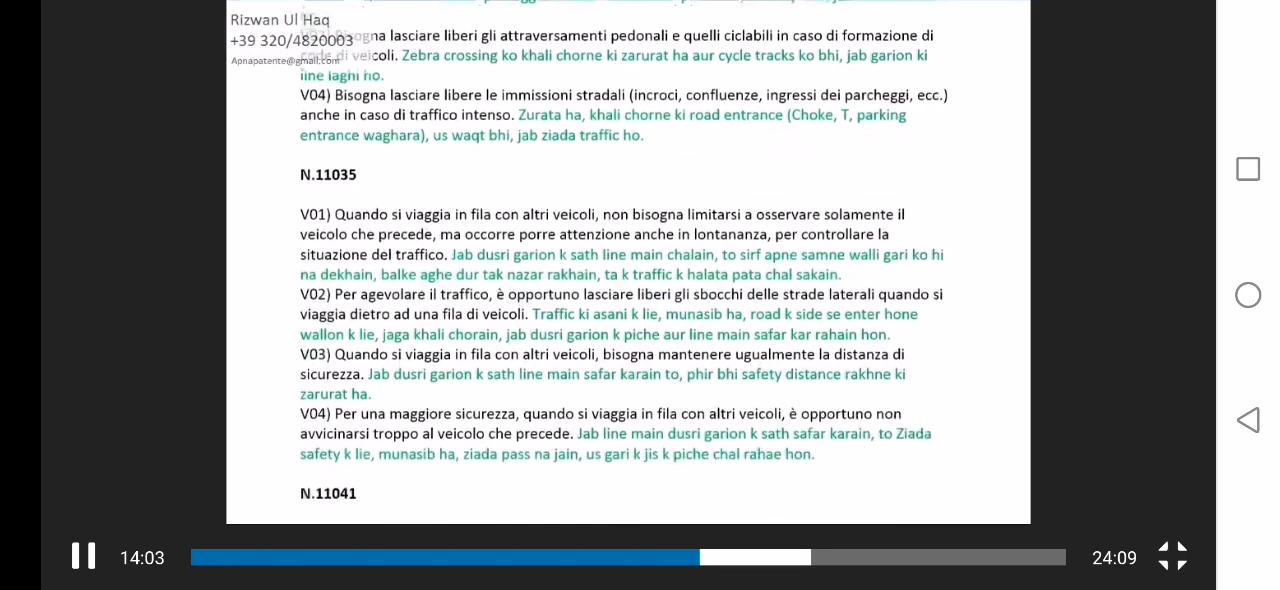 Rizwan Ul Haq
+39 320/4820003
Apnapatente@gmail.com
lasciare liberi gli attraversamenti pedonali e quelli ciclabili in caso di formazione di
di veicoli. Zebra crossing ko khali chorne ki zarurat ha aur cycle tracks ko bhi, jab garion ki
line laghi ho.
V04) Bisogna lasciare libere le immissioni stradali (incroci, confluenze, ingressi dei parcheggi, ecc.)
anche in caso di traffico intenso. Zurata ha, khali chorne ki road entrance (Choke, T, parking
entrance waghara), us waqt bhi, jab ziada traffic ho.
N.11035
V01) Quando si viaggia in fila con altri veicoli, non bisogna limitarsi a osservare solamente il
veicolo che precede, ma occorre porre attenzione anche in lontananza, per controllare la
situazione del traffico. Jab dusri garion k sath line main chalain, to sirf apne samne walli gari ko hi
na dekhain, balke aghe dur tak nazar rakhain, ta k traffic k halata pata chal sakain.
V02) Per agevolare il traffico, è opportuno lasciare liberi gli sbocchi delle strade laterali quando si
viaggia dietro ad una fila di veicoli. Traffic ki asani k lie, munasib ha, road k side se enter hone
wallon k lie, jaga khali chorain, jab dusri garion k piche aur line main safar kar rahain hon.
V03) Quando si viaggia in fila con altri veicoli, bisogna mantenere ugualmente la distanza di
sicurezza. Jab dusri garion k sath line main safar karain to, phir bhi safety distance rakhne ki
zarurat ha.
V04) Per una maggiore sicurezza, quando si viaggia in fila con altri veicoli, è opportuno non
avvicinarsi troppo al veicolo che precede. Jab line main dusri garion k sath safar karain, to Ziada
safety k lie, munasib ha, ziada pass na jain, us gari k jis k piche chal rahae hon.
N.11041
14:03
24:09